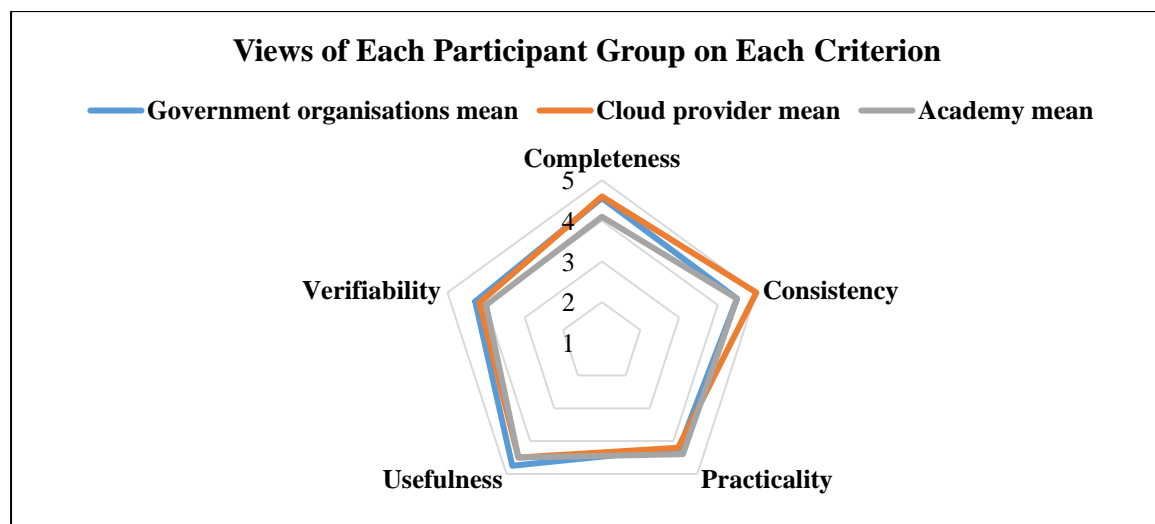 Views of Each Participant Group on Each Criterion
Government organisations mean Cloud provider mean Academy mean
Completeness
5
4
3
Verifiability Consistency
2
1
Usefulness Practicality